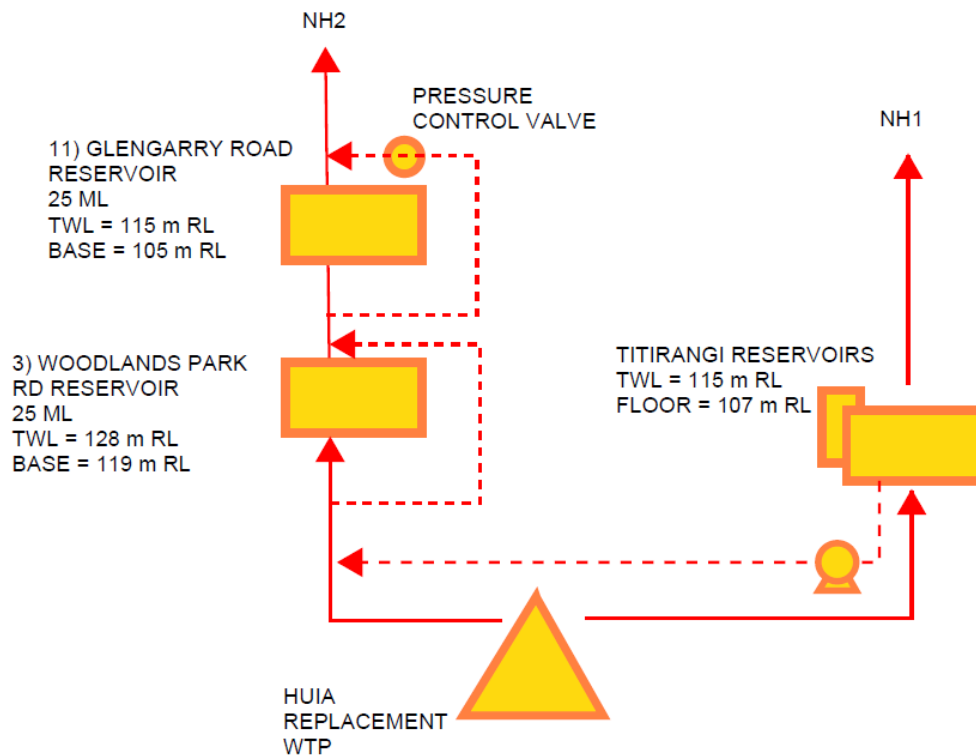 NH2
PRESSURE
CONTROL VALVE
NH1
11) GLENGARRY ROAD
RESERVOIR
25 ML
TWL = 115 m RL
BASE = 105 m RL
3) WOODLANDS PARK
RD RESERVOIR
25 ML
TWL = 128 m RL
BASE = 119 m RL
TITIRANGI RESERVOIRS
TWL = 115 m RL
FLOOR = 107 m RL
HUIA
REPLACEMENT
WTP